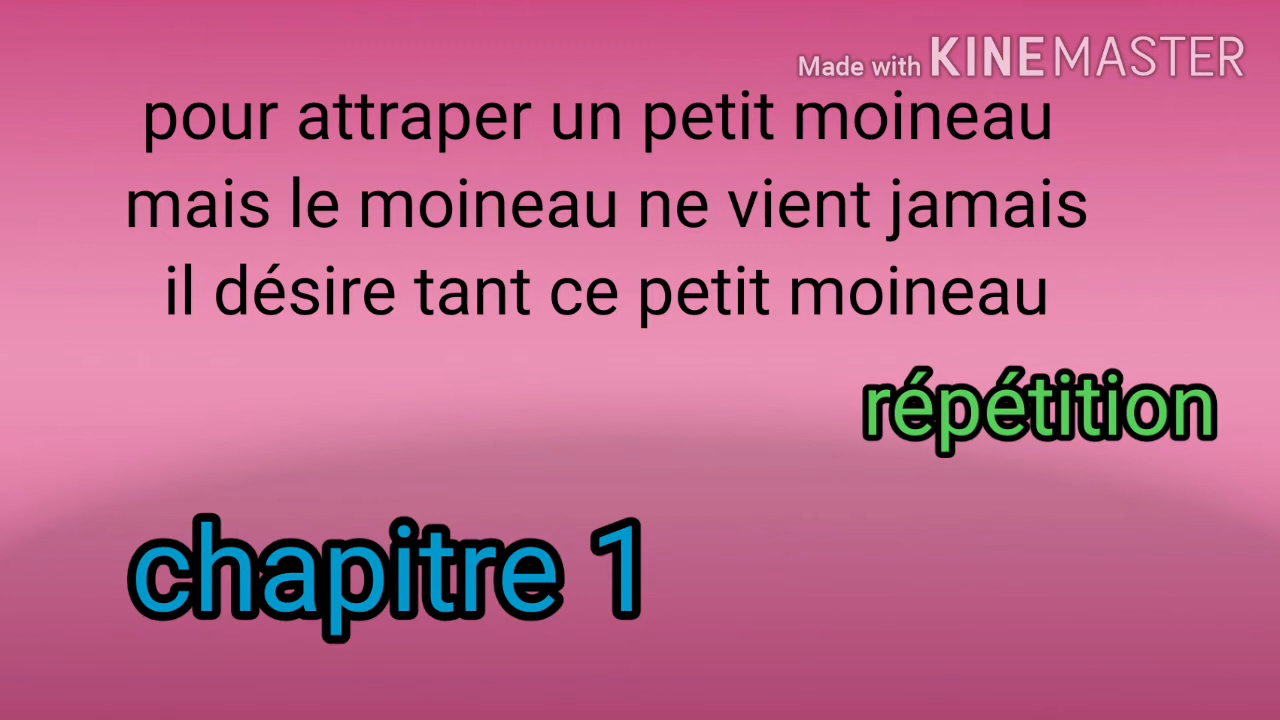 Made with KINEMASTER
pour attraper un petit moineau
mais le moineau ne vient jamais
il désire tant ce petit moineau
répétition
chapitre 1